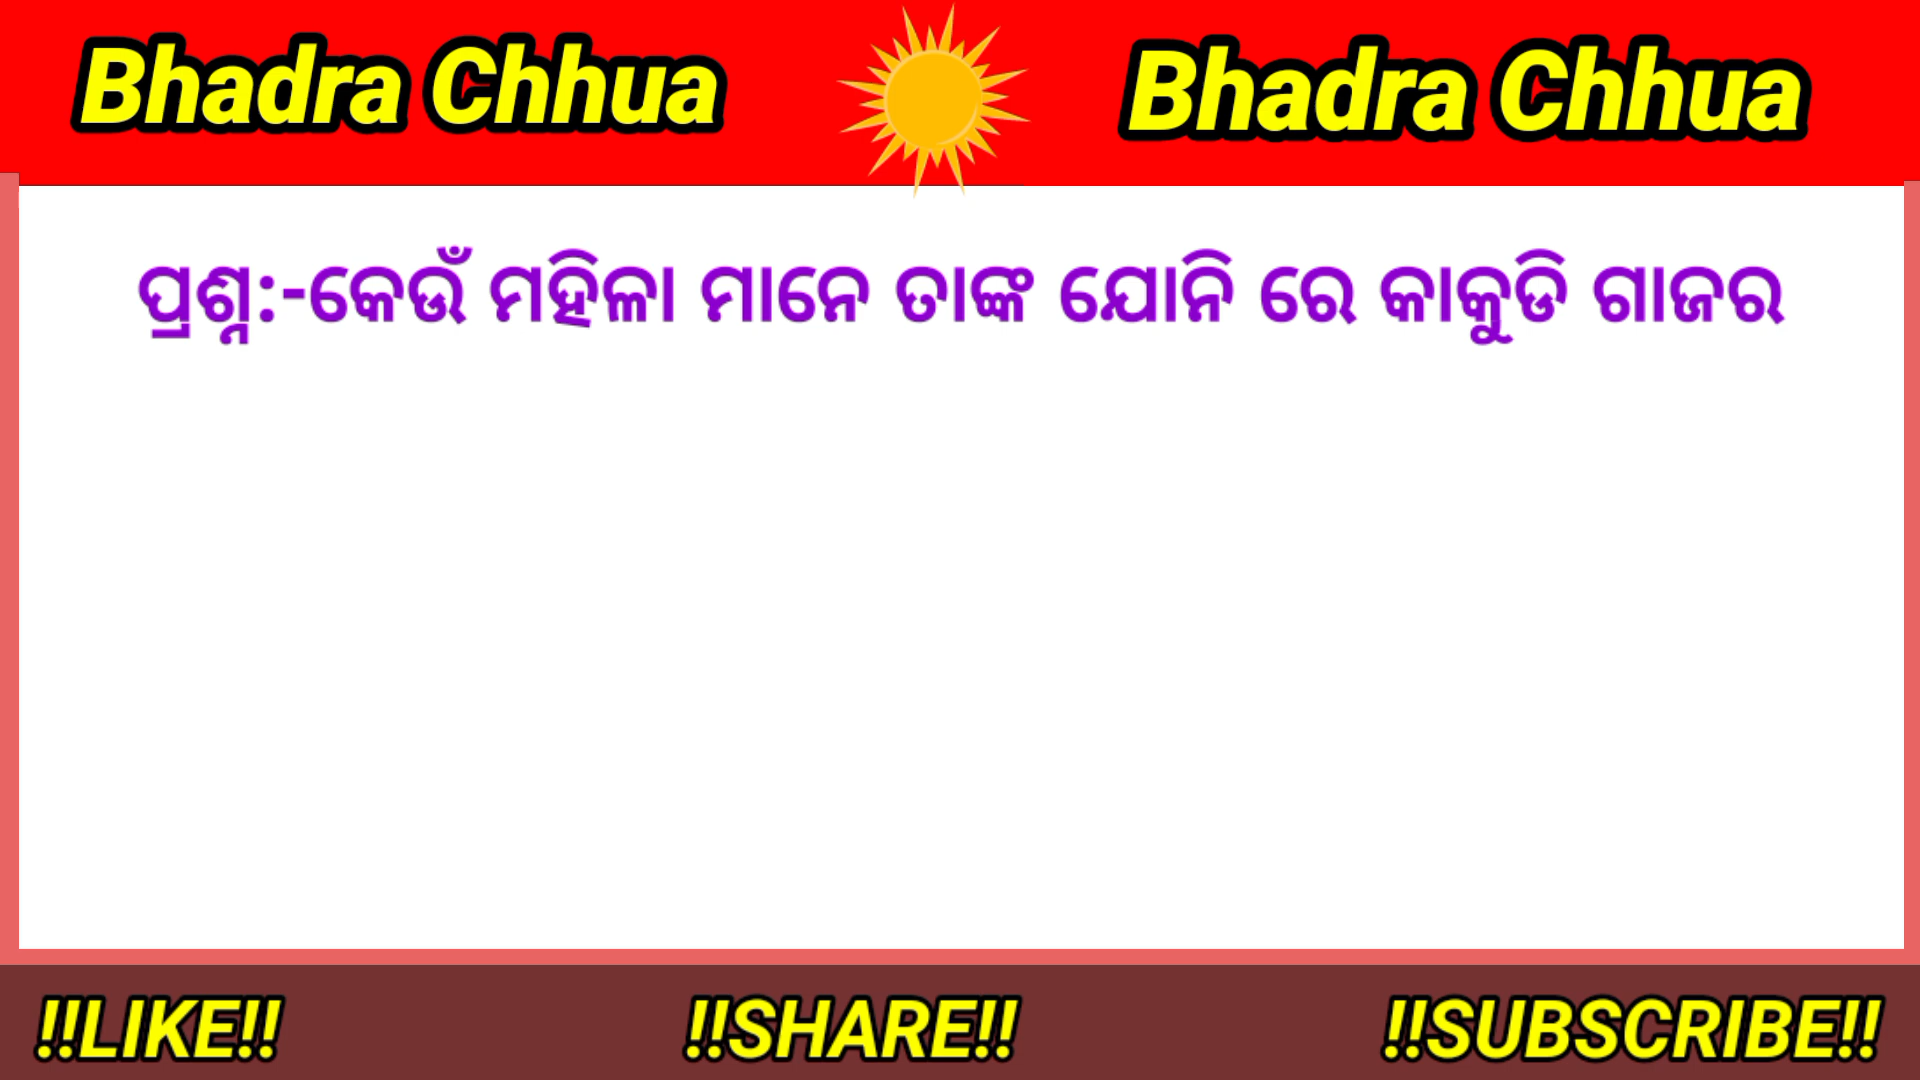 Bhadra Chhua Bhadra Chhua
ପ୍ରଶ୍ନ:-କେଉଁ ମହିଳା ମାନେ ତାଙ୍କ ଯୋନି ରେ କାକୁଡି ଗାଜର
!!LIKE!! !!SHARE!! !!SUBSCRIBE!!